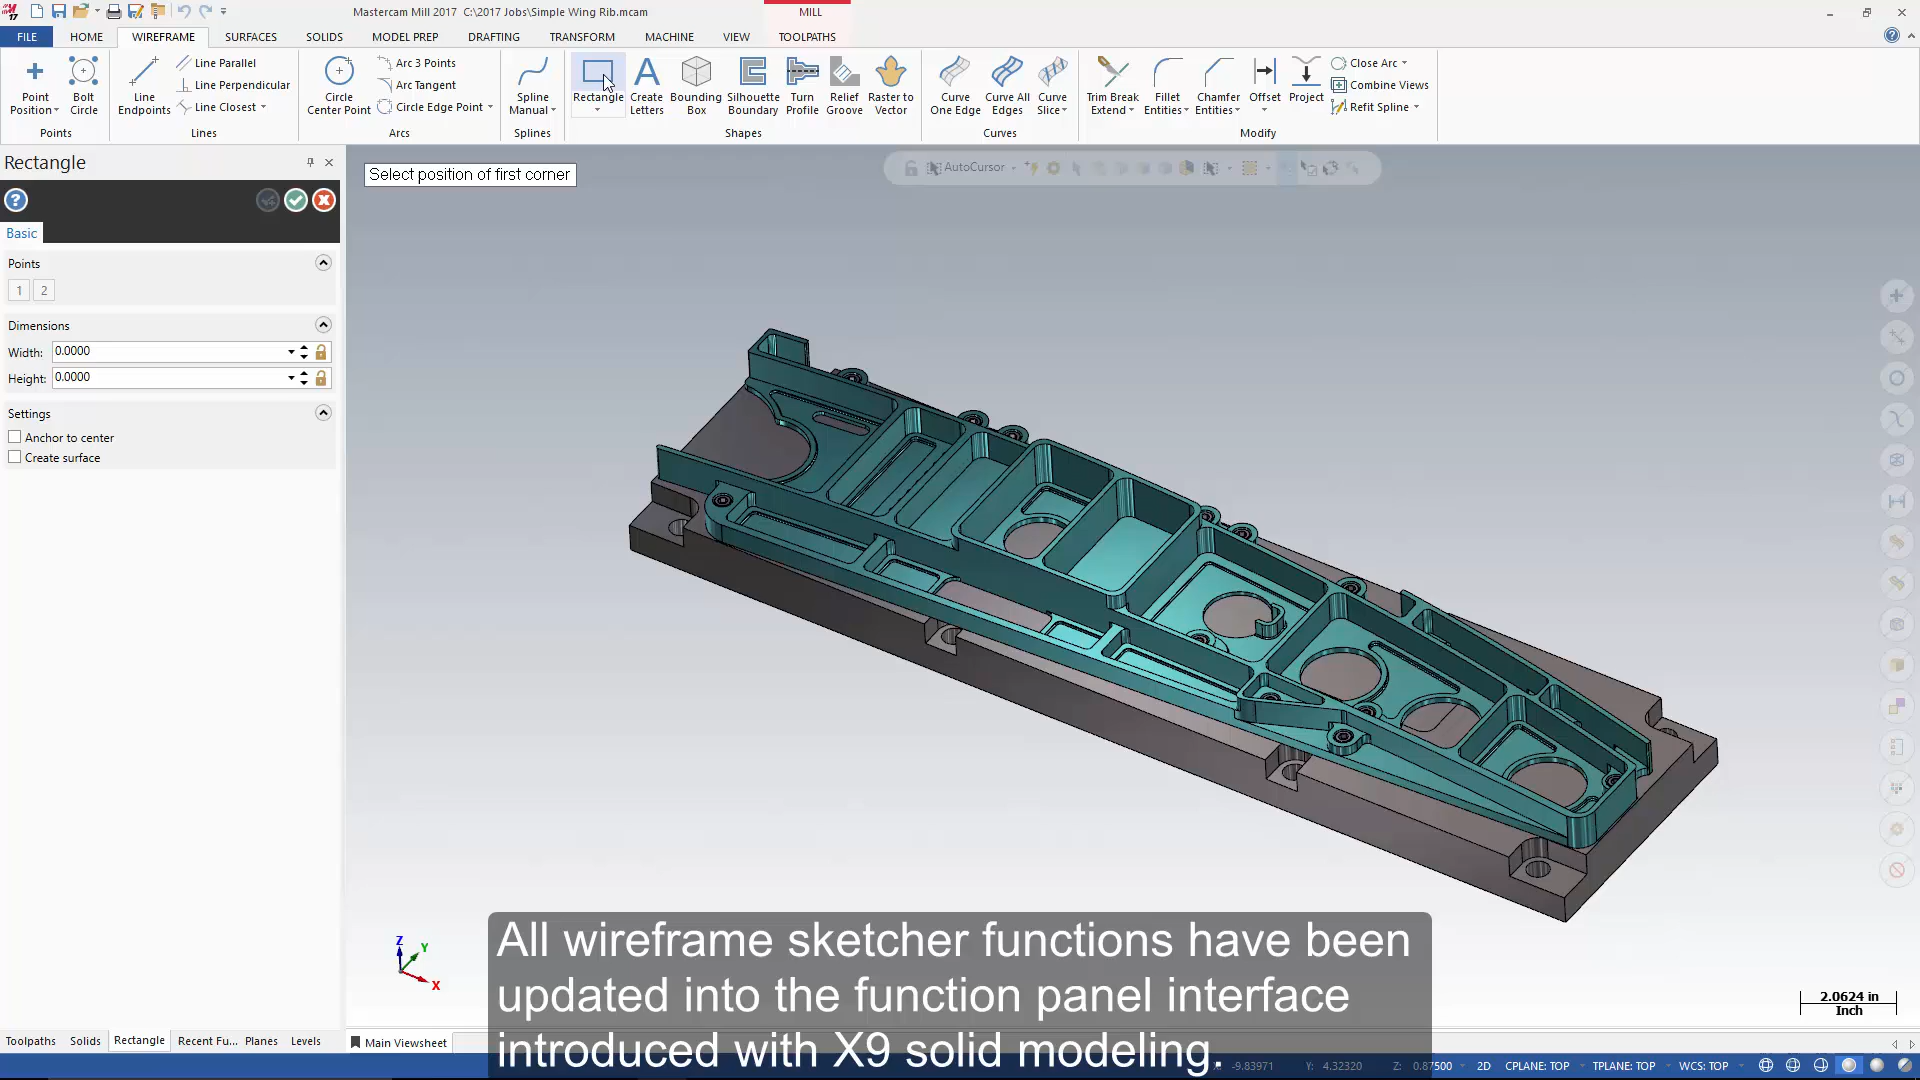 17
Mastercam Mill 2017  C:\2017 Jobs\Simple Wing Rib.mcam
MILL
FILE
HOME
WIREFRAME
SURFACES
SOLIDS
MODEL PREP
DRAFTING
TRANSFORM
MACHINE
VIEW
TOOLPATHS
Point Position
Bolt Circle
Points
Line Endpoints
Line Parallel
Line Perpendicular
Line Closest
Lines
Circle Center Point
Arc 3 Points
Arc Tangent
Circle Edge Point
Arcs
Spline Manual
Splines
Rectangle
Create Letters
Bounding Box
Silhouette Boundary
Turn Profile
Relief Groove
Raster to Vector
Shapes
Curve One Edge
Curve All Edges
Curve Slice
Curves
Trim Break Extend
Fillet Entities
Chamfer Entities
Offset
Project
Close Arc
Combine Views
Refit Spline
Modify
Rectangle
Select position of first corner
AutoCursor
Basic
Points
1 2
Dimensions
Width: 0.0000
Height: 0.0000
Settings
Anchor to center
Create surface
Z
Y
X
2.0624 in
Inch
All wireframe sketcher functions have been
updated into the function panel interface
introduced with X9 solid modeling.
Toolpaths Solids Rectangle Recent Fu... Planes Levels
Main Viewsheet
X: -9.83971 Y: 4.32320 Z: 0.87500 2D CPLANE: TOP TPLANE: TOP WCS: TOP